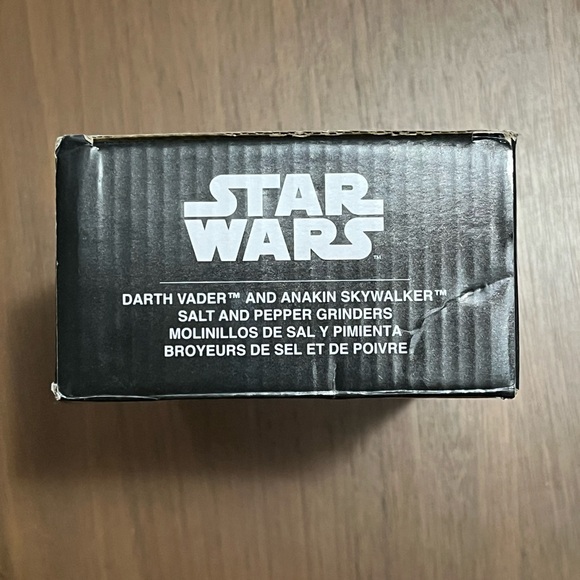 STAR
WARS™
DARTH VADER™ AND ANAKIN SKYWALKER™
SALT AND PEPPER GRINDERS
MOLINILLOS DE SAL Y PIMIENTA
BROYEURS DE SEL ET DE POIVRE